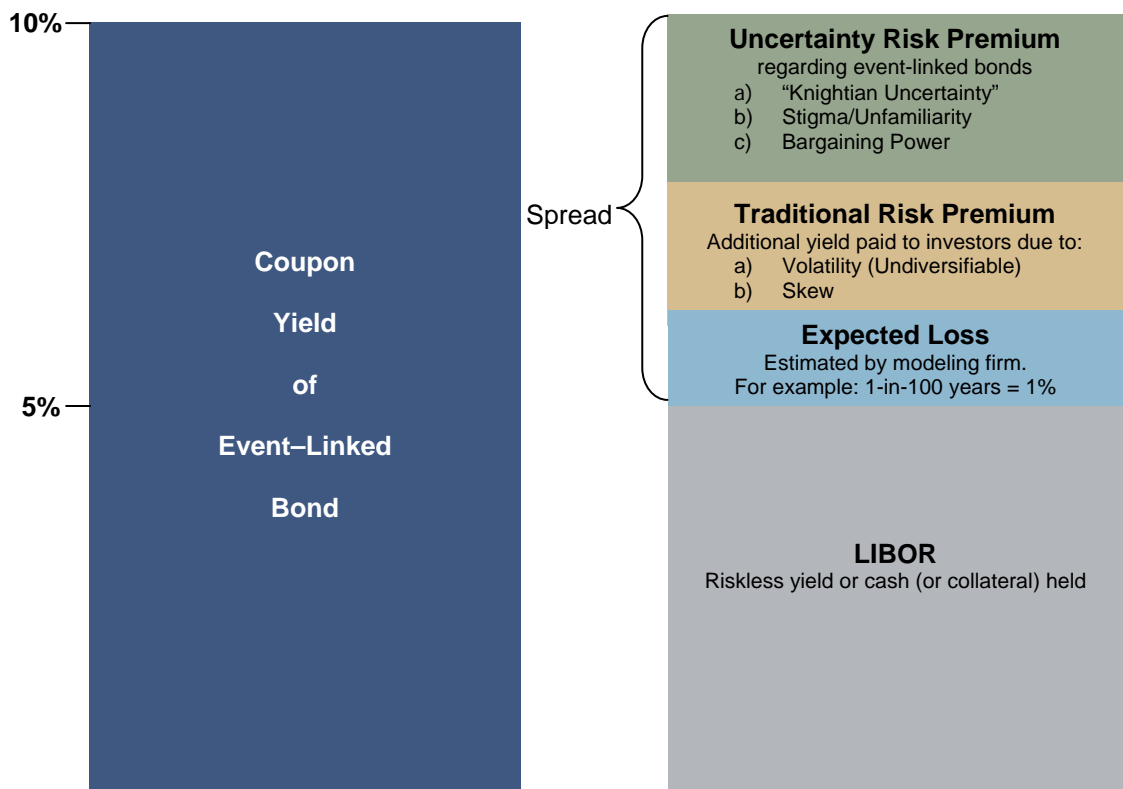 10%
5%
Coupon
Yield
of
Event–Linked
Bond
Spread
Uncertainty Risk Premium
regarding event-linked bonds
a) “Knightian Uncertainty”
b) Stigma/Unfamiliarity
c) Bargaining Power
Traditional Risk Premium
Additional yield paid to investors due to:
a) Volatility (Undiversifiable)
b) Skew
Expected Loss
Estimated by modeling firm.
For example: 1-in-100 years = 1%
LIBOR
Riskless yield or cash (or collateral) held